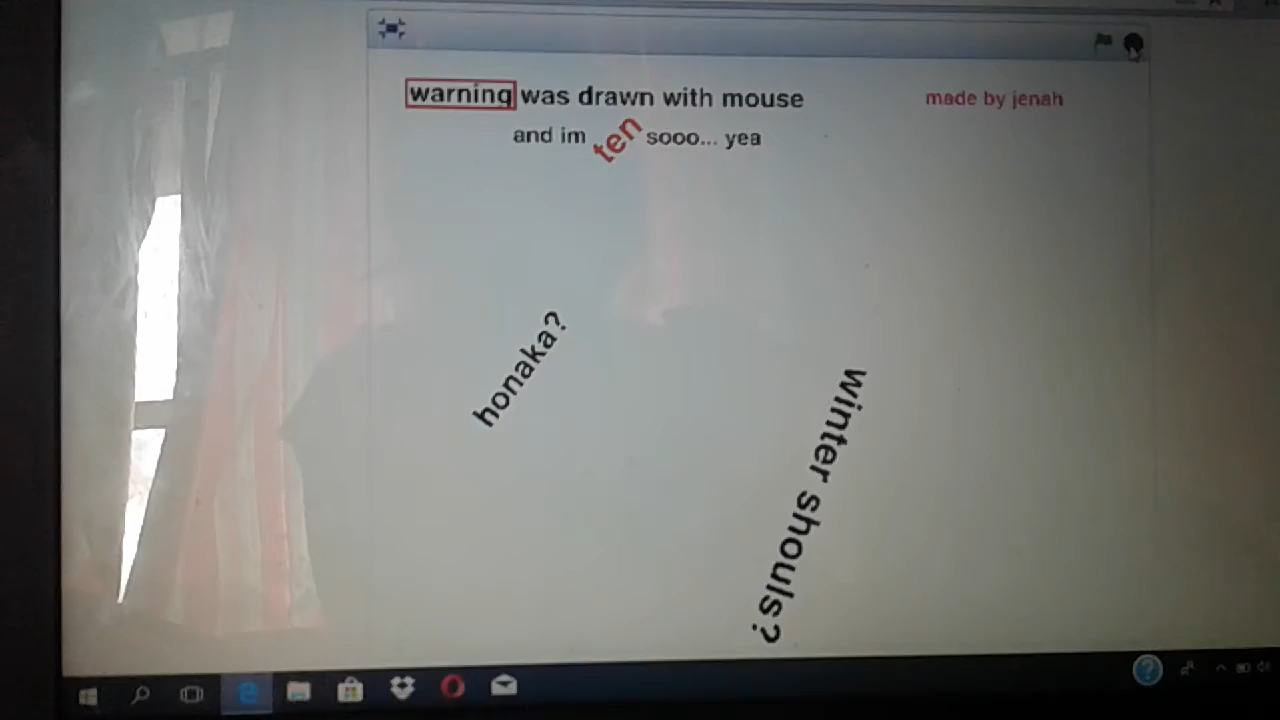 warning was drawn with mouse
made by jenah
and im ten sooo... yea
honaka?
winter shouls?